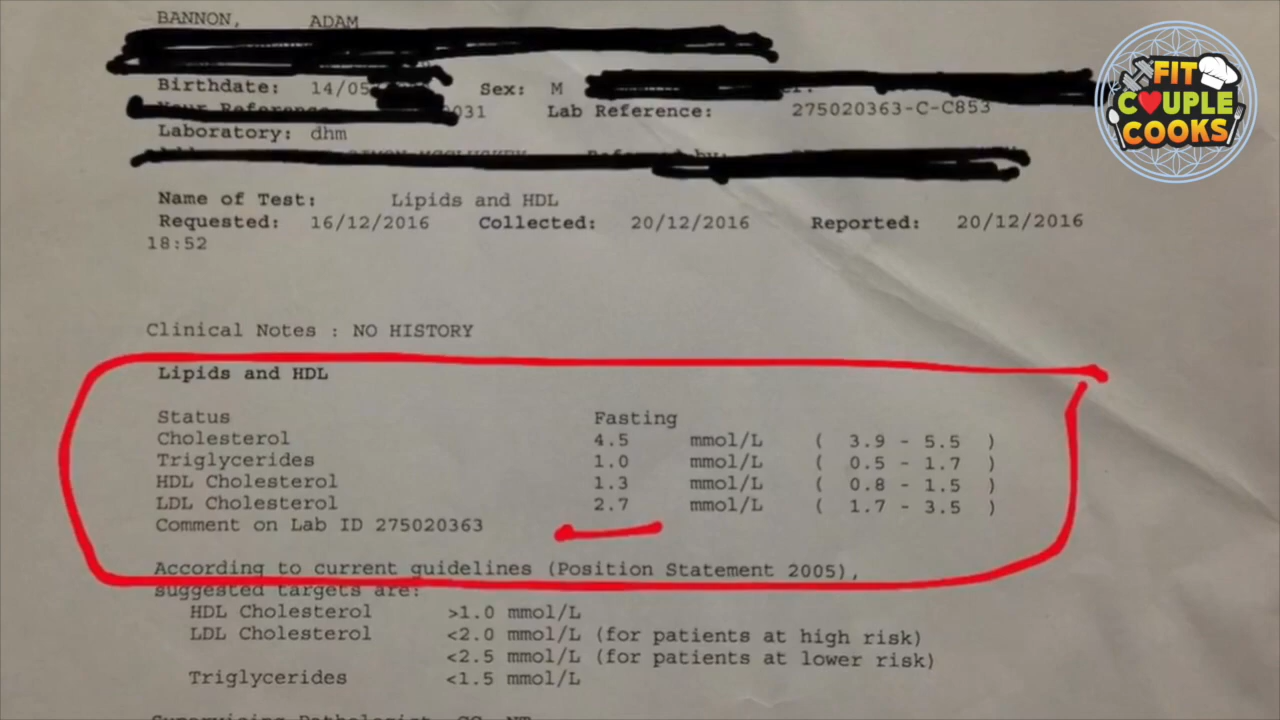 BANNON, ADAM
Birthdate: 14/05 Sex: M
031 Lab Reference: 275020363-C-C853
Laboratory: dhm
Name of Test: Lipids and HDL
Requested: 16/12/2016 Collected: 20/12/2016 Reported: 20/12/2016
18:52
Clinical Notes : NO HISTORY
Lipids and HDL
Status Fasting
Cholesterol 4.5 mmol/L ( 3.9 - 5.5 )
Triglycerides 1.0 mmol/L ( 0.5 - 1.7 )
HDL Cholesterol 1.3 mmol/L ( 0.8 - 1.5 )
LDL Cholesterol 2.7 mmol/L ( 1.7 - 3.5 )
Comment on Lab ID 275020363
According to current guidelines (Position Statement 2005),
suggested targets are:
HDL Cholesterol >1.0 mmol/L
LDL Cholesterol <2.0 mmol/L (for patients at high risk)
<2.5 mmol/L (for patients at lower risk)
Triglycerides <1.5 mmol/L
FIT
COUPLE
COOKS